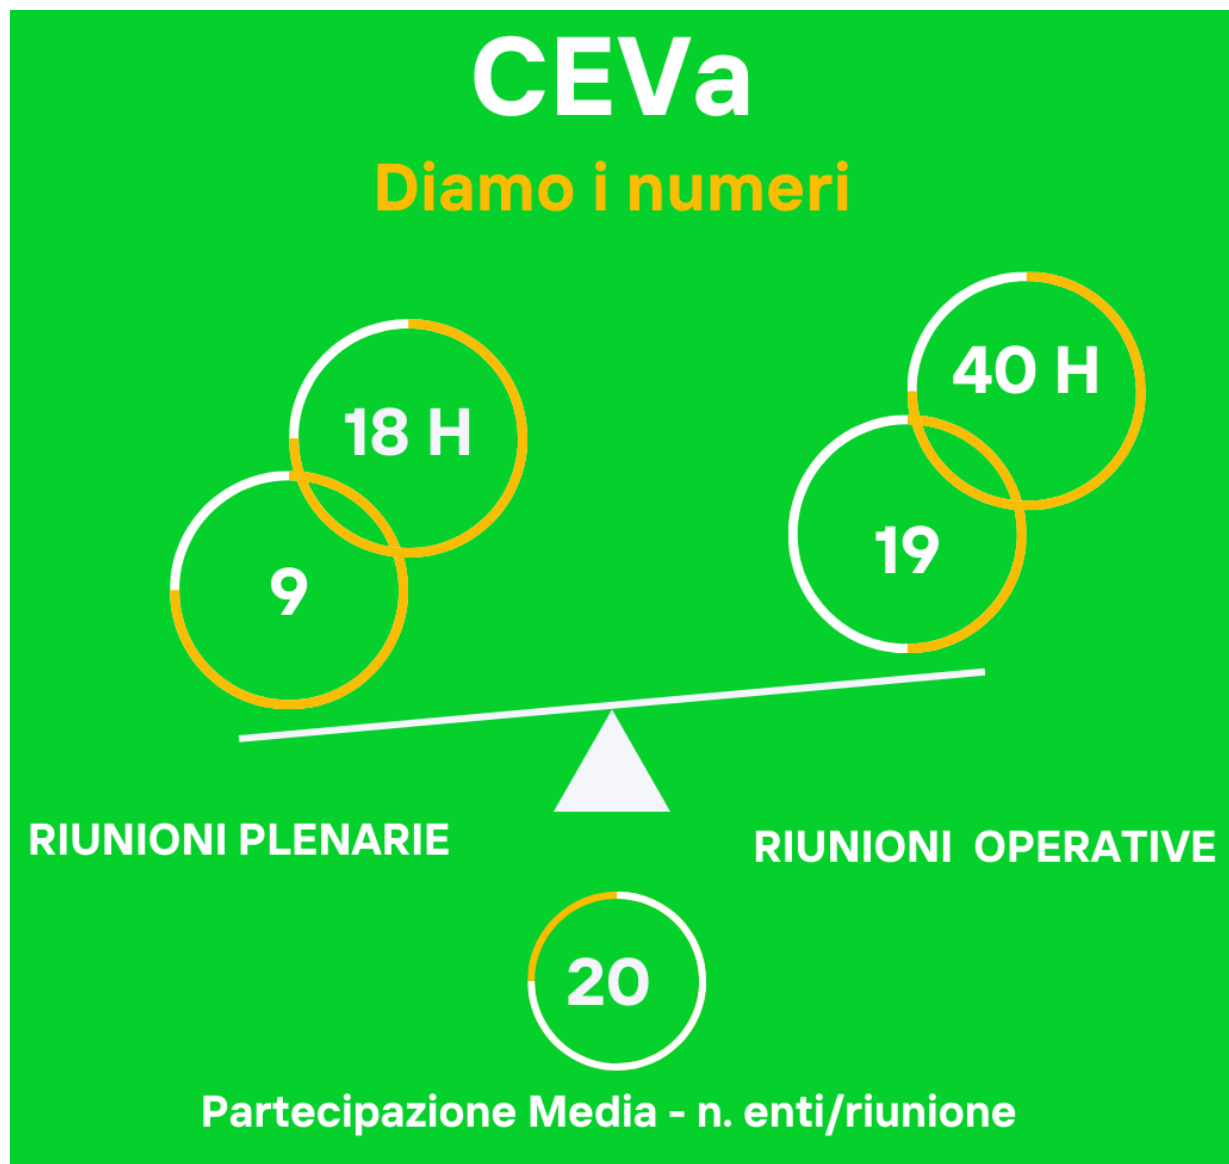 CEVa
Diamo i numeri
18 H
9
40 H
19
RIUNIONI PLENARIE
RIUNIONI OPERATIVE
20
Partecipazione Media - n. enti/riunione